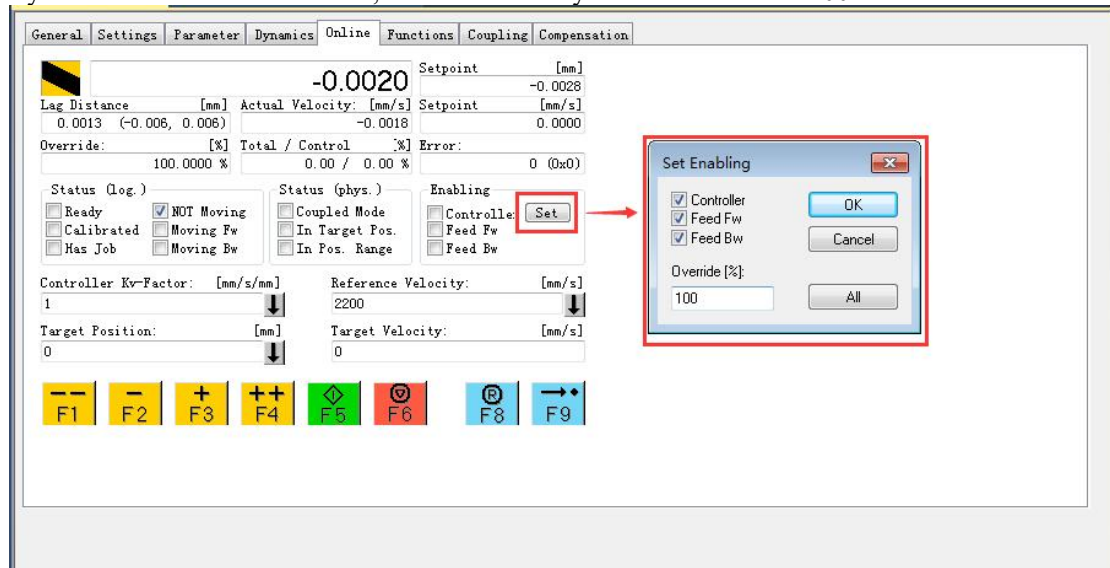 General Settings Parameter Dynamics Online Functions Coupling Compensation
-0.0020
Setpoint [mm]
-0.0028
Lag Distance [mm] Actual Velocity: [mm/s] Setpoint [mm/s]
0.0013 (-0.006, 0.006) -0.0018 0.0000
Override: [%] Total / Control [%] Error:
100.0000 % 0.00 / 0.00 % 0 (0x0)
Status (log.) Status (phys.) Enabling
Ready NOT Moving Coupled Mode Controlle: Set
Calibrated Moving Fw In Target Pos. Feed Fw
Has Job Moving Bw In Pos. Range Feed Bw
Controller Kv-Factor: [mm/s/mm] Reference Velocity: [mm/s]
1 2200
Target Position: [mm] Target Velocity: [mm/s]
0 0
-- - + ++ R
F1 F2 F3 F4 F5 F6 F8 F9
Set Enabling
Controller OK
Feed Fw
Feed Bw Cancel
Override [%]:
100 All